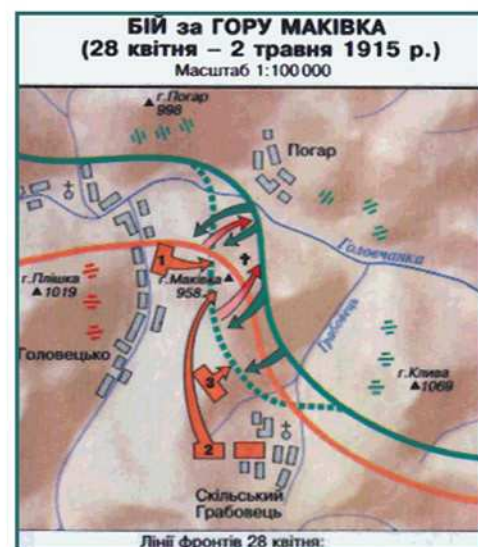 БІЙ за ГОРУ МАКІВКА
(28 квітня – 2 травня 1915 р.)
Масштаб 1:100 000
г.Погар
998
Погар
Головчанка
1
г.Маківка
958
г.Плішка
1019
Грабовець
Головецько
г.Клива
1069
3
2
Скільський
Грабовець
Лінії фронтів 28 квітня: